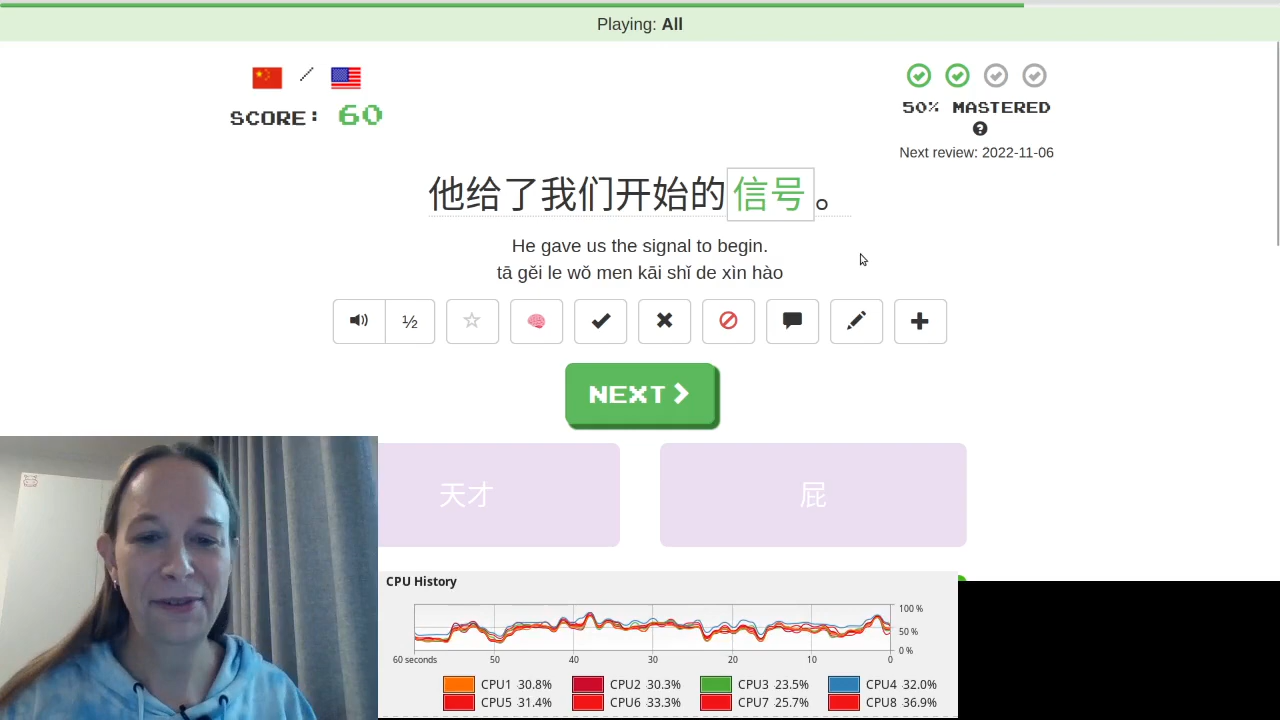 Playing: All
SCORE: 60
50% MASTERED
Next review: 2022-11-06
他给了我们开始的信号。
He gave us the signal to begin.
tā gěi le wǒ men kāi shǐ de xìn hào
½
NEXT
天才 屁
CPU History
100 %
50 %
0 %
60 seconds 50 40 30 20 10 0
CPU1 30.8% CPU2 30.3% CPU3 23.5% CPU4 32.0%
CPU5 31.4% CPU6 33.3% CPU7 25.7% CPU8 36.9%